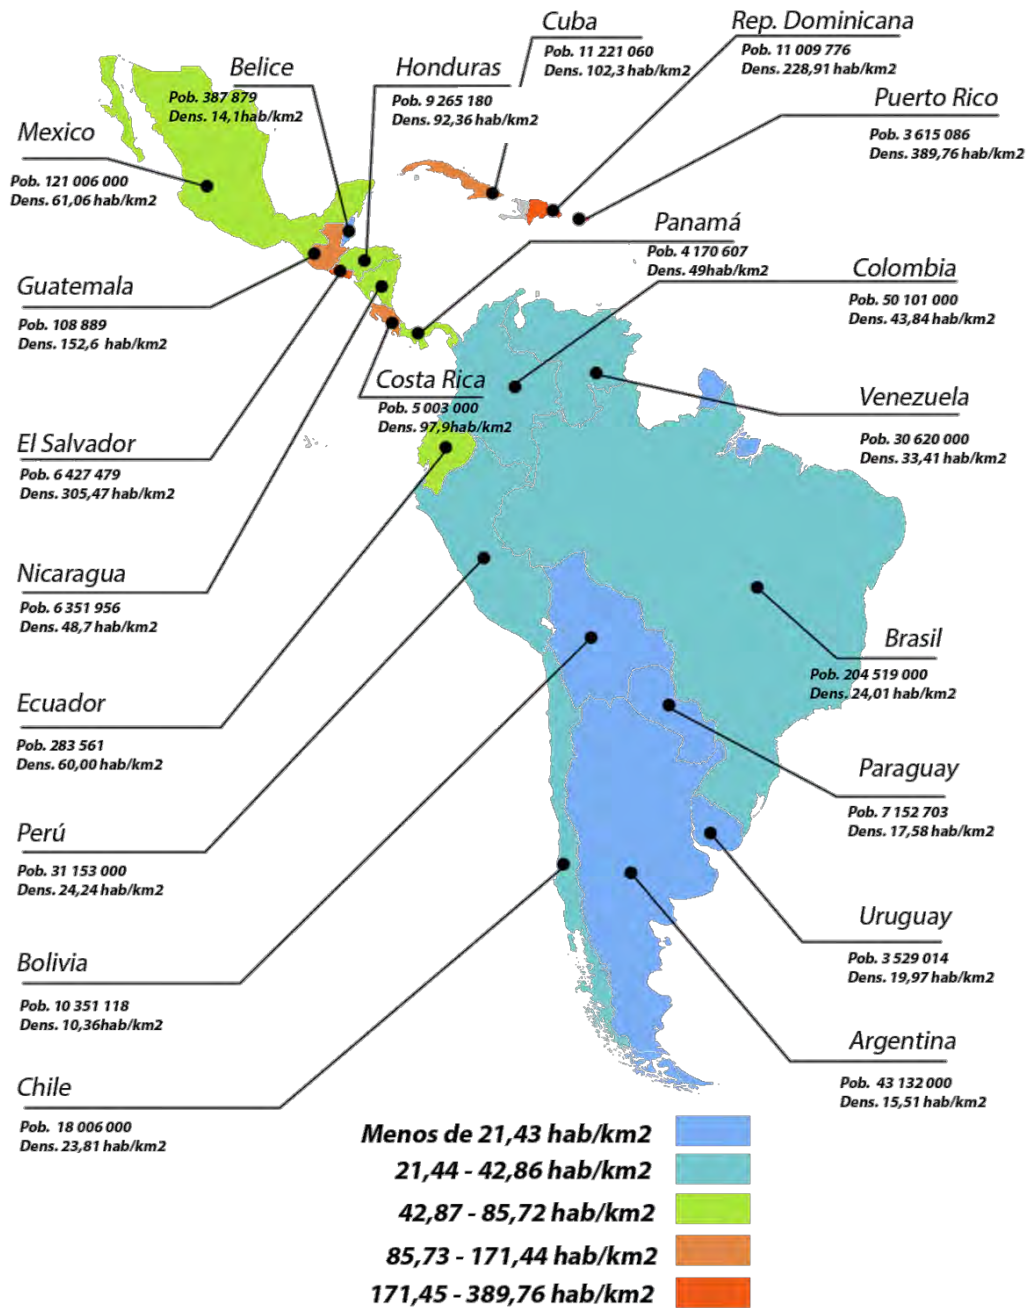 Cuba
Pob. 11 221 060
Dens. 102,3 hab/km2
Rep. Dominicana
Pob. 11 009 776
Dens. 228,91 hab/km2
Belice
Pob. 387 879
Dens. 14,1hab/km2
Honduras
Pob. 9 265 180
Dens. 92,36 hab/km2
Puerto Rico
Pob. 3 615 086
Dens. 389,76 hab/km2
Mexico
Pob. 121 006 000
Dens. 61,06 hab/km2
Panamá
Pob. 4 170 607
Dens. 49hab/km2
Guatemala
Pob. 108 889
Dens. 152,6 hab/km2
Colombia
Pob. 50 101 000
Dens. 43,84 hab/km2
Costa Rica
Pob. 5 003 000
Dens. 97,9hab/km2
Venezuela
Pob. 30 620 000
Dens. 33,41 hab/km2
El Salvador
Pob. 6 427 479
Dens. 305,47 hab/km2
Nicaragua
Pob. 6 351 956
Dens. 48,7 hab/km2
Brasil
Pob. 204 519 000
Dens. 24,01 hab/km2
Ecuador
Pob. 283 561
Dens. 60,00 hab/km2
Paraguay
Pob. 7 152 703
Dens. 17,58 hab/km2
Perú
Pob. 31 153 000
Dens. 24,24 hab/km2
Uruguay
Pob. 3 529 014
Dens. 19,97 hab/km2
Bolivia
Pob. 10 351 118
Dens. 10,36hab/km2
Argentina
Pob. 43 132 000
Dens. 15,51 hab/km2
Chile
Pob. 18 006 000
Dens. 23,81 hab/km2
Menos de 21,43 hab/km2
21,44 - 42,86 hab/km2
42,87 - 85,72 hab/km2
85,73 - 171,44 hab/km2
171,45 - 389,76 hab/km2